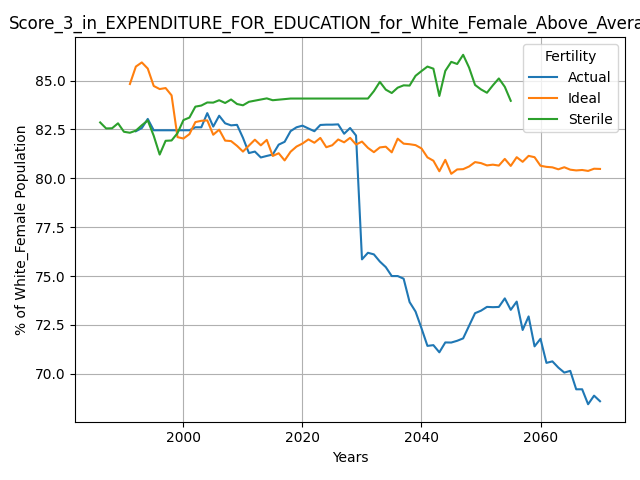 Score_3_in_EXPENDITURE_FOR_EDUCATION_for_White_Female_Above_Avera
Fertility
Actual
Ideal
Sterile
85.0
82.5
80.0
77.5
75.0
72.5
70.0
% of White_Female Population
2000
2020
2040
2060
Years